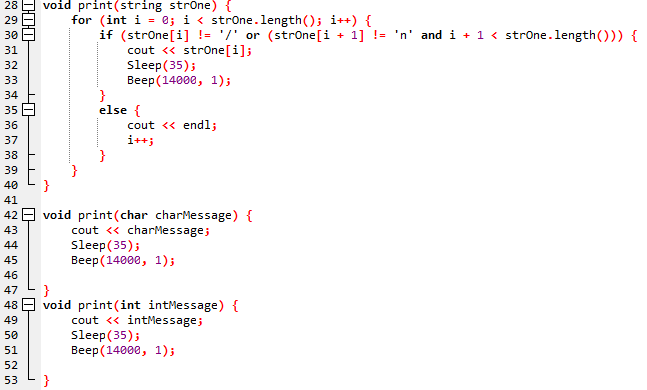 28 void print(string strOne) {
29     for (int i = 0; i < strOne.length(); i++) {
30         if (strOne[i] != '/' or (strOne[i + 1] != 'n' and i + 1 < strOne.length())) {
31             cout << strOne[i];
32             Sleep(35);
33             Beep(14000, 1);
34         }
35         else {
36             cout << endl;
37             i++;
38         }
39     }
40 }
41
42 void print(char charMessage) {
43     cout << charMessage;
44     Sleep(35);
45     Beep(14000, 1);
46
47 }
48 void print(int intMessage) {
49     cout << intMessage;
50     Sleep(35);
51     Beep(14000, 1);
52
53 }